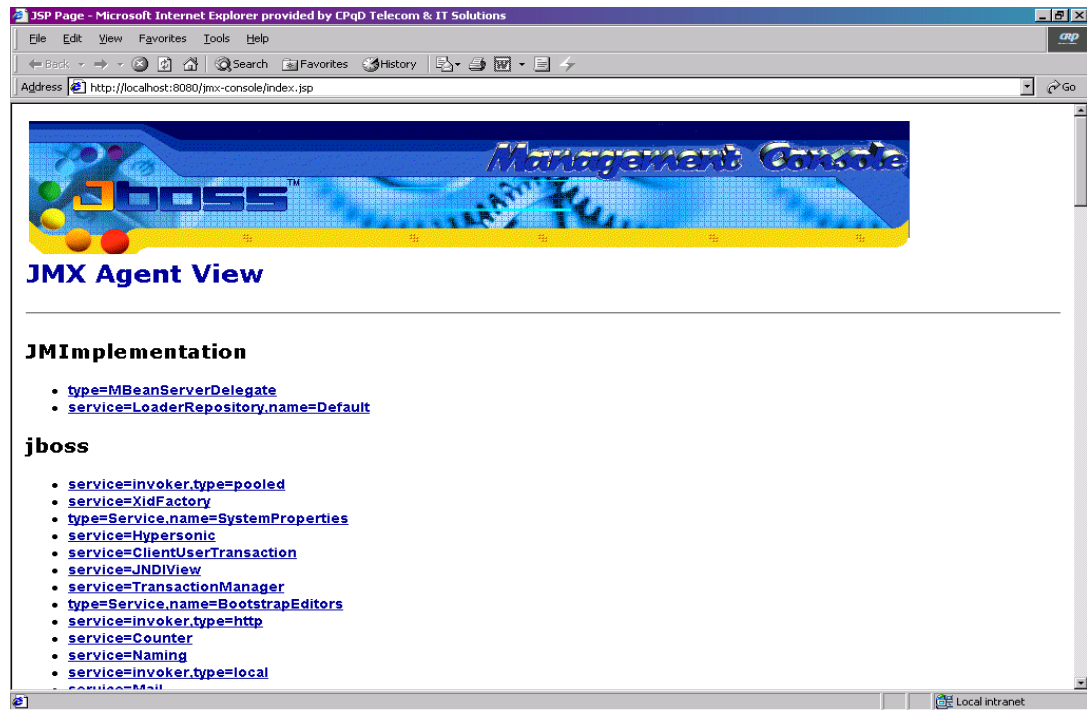 JSP Page - Microsoft Internet Explorer provided by CPqD Telecom & IT Solutions
File Edit View Favorites Tools Help
Back Search Favorites History
Address http://localhost:8080/jmx-console/index.jsp Go
Management Console
Jboss™
JMX Agent View
JMImplementation
type=MBeanServerDelegate
service=LoaderRepository,name=Default
jboss
service=invoker,type=pooled
service=XidFactory
type=Service,name=SystemProperties
service=Hypersonic
service=ClientUserTransaction
service=JNDIView
service=TransactionManager
type=Service,name=BootstrapEditors
service=invoker,type=http
service=Counter
service=Naming
service=invoker,type=local
service=Mail
Local intranet